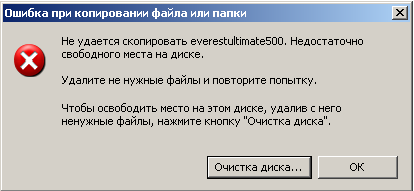 Ошибка при копировании файла или папки
Не удается скопировать everestultimate500. Недостаточно
свободного места на диске.
Удалите не нужные файлы и повторите попытку.
Чтобы освободить место на этом диске, удалив с него
ненужные файлы, нажмите кнопку "Очистка диска".
Очистка диска...
OK